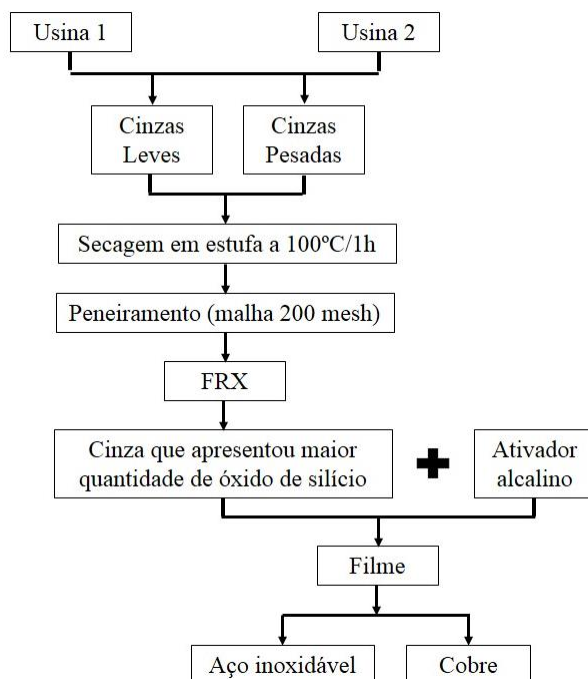 Usina 1
Usina 2
Cinzas
Leves
Cinzas
Pesadas
Secagem em estufa a 100ºC/1h
Peneiramento (malha 200 mesh)
FRX
Cinza que apresentou maior
quantidade de óxido de silício
Ativador
alcalino
Filme
Aço inoxidável
Cobre